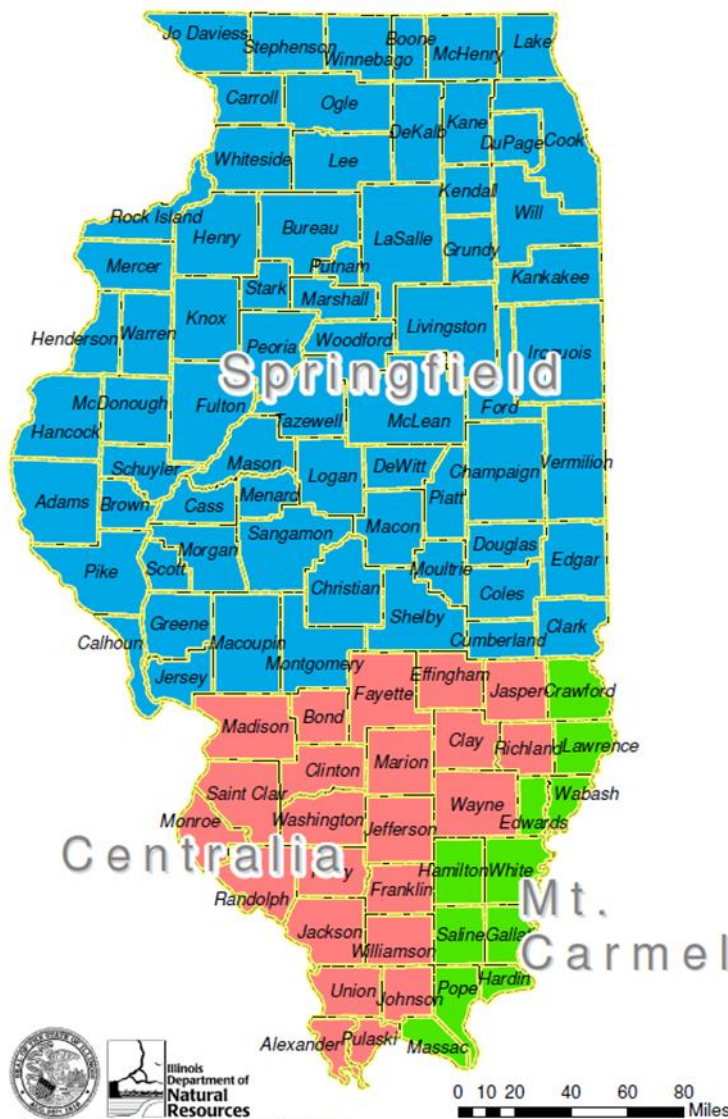 Jo Daviess
Stephenson
Winnebago
Boone
McHenry
Lake
Carroll
Ogle
DeKalb
Kane
DuPage
Cook
Whiteside
Lee
Kendall
Will
Rock Island
Henry
Bureau
LaSalle
Grundy
Mercer
Putnam
Kankakee
Stark
Marshall
Knox
Henderson
Warren
Peoria
Woodford
Livingston
Iroquois
Springfield
McDonough
Fulton
Tazewell
McLean
Ford
Hancock
Mason
Schuyler
Logan
DeWitt
Champaign
Vermilion
Adams
Brown
Cass
Menard
Piatt
Macon
Sangamon
Morgan
Scott
Pike
Christian
Moultrie
Douglas
Edgar
Coles
Greene
Shelby
Calhoun
Macoupin
Cumberland
Clark
Jersey
Montgomery
Effingham
Fayette
Jasper
Crawford
Madison
Bond
Clay
Richland
Lawrence
Clinton
Marion
Saint Clair
Wayne
Wabash
Monroe
Washington
Jefferson
Edwards
Centralia
Hamilton
White
Franklin
Randolph
Mt.
Carmel
Jackson
Williamson
Saline
Union
Johnson
Pope
Hardin
Alexander
Pulaski
Massac
Illinois
Department of
Natural
Resources
0 10 20 40 60 80
Miles